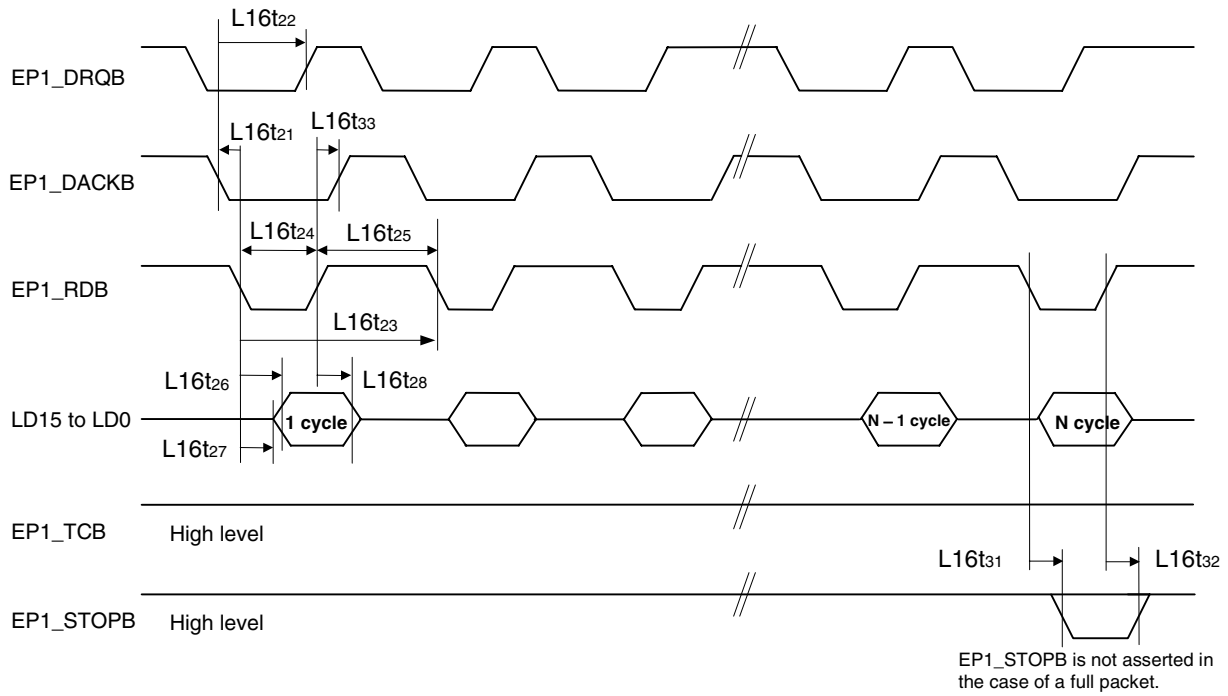 L16t22
EP1_DRQB
L16t21
L16t33
EP1_DACKB
L16t24
L16t25
EP1_RDB
L16t23
L16t26
L16t28
LD15 to LD0
1 cycle
N – 1 cycle
N cycle
L16t27
EP1_TCB
High level
L16t31
L16t32
EP1_STOPB
High level
EP1_STOPB is not asserted in
the case of a full packet.